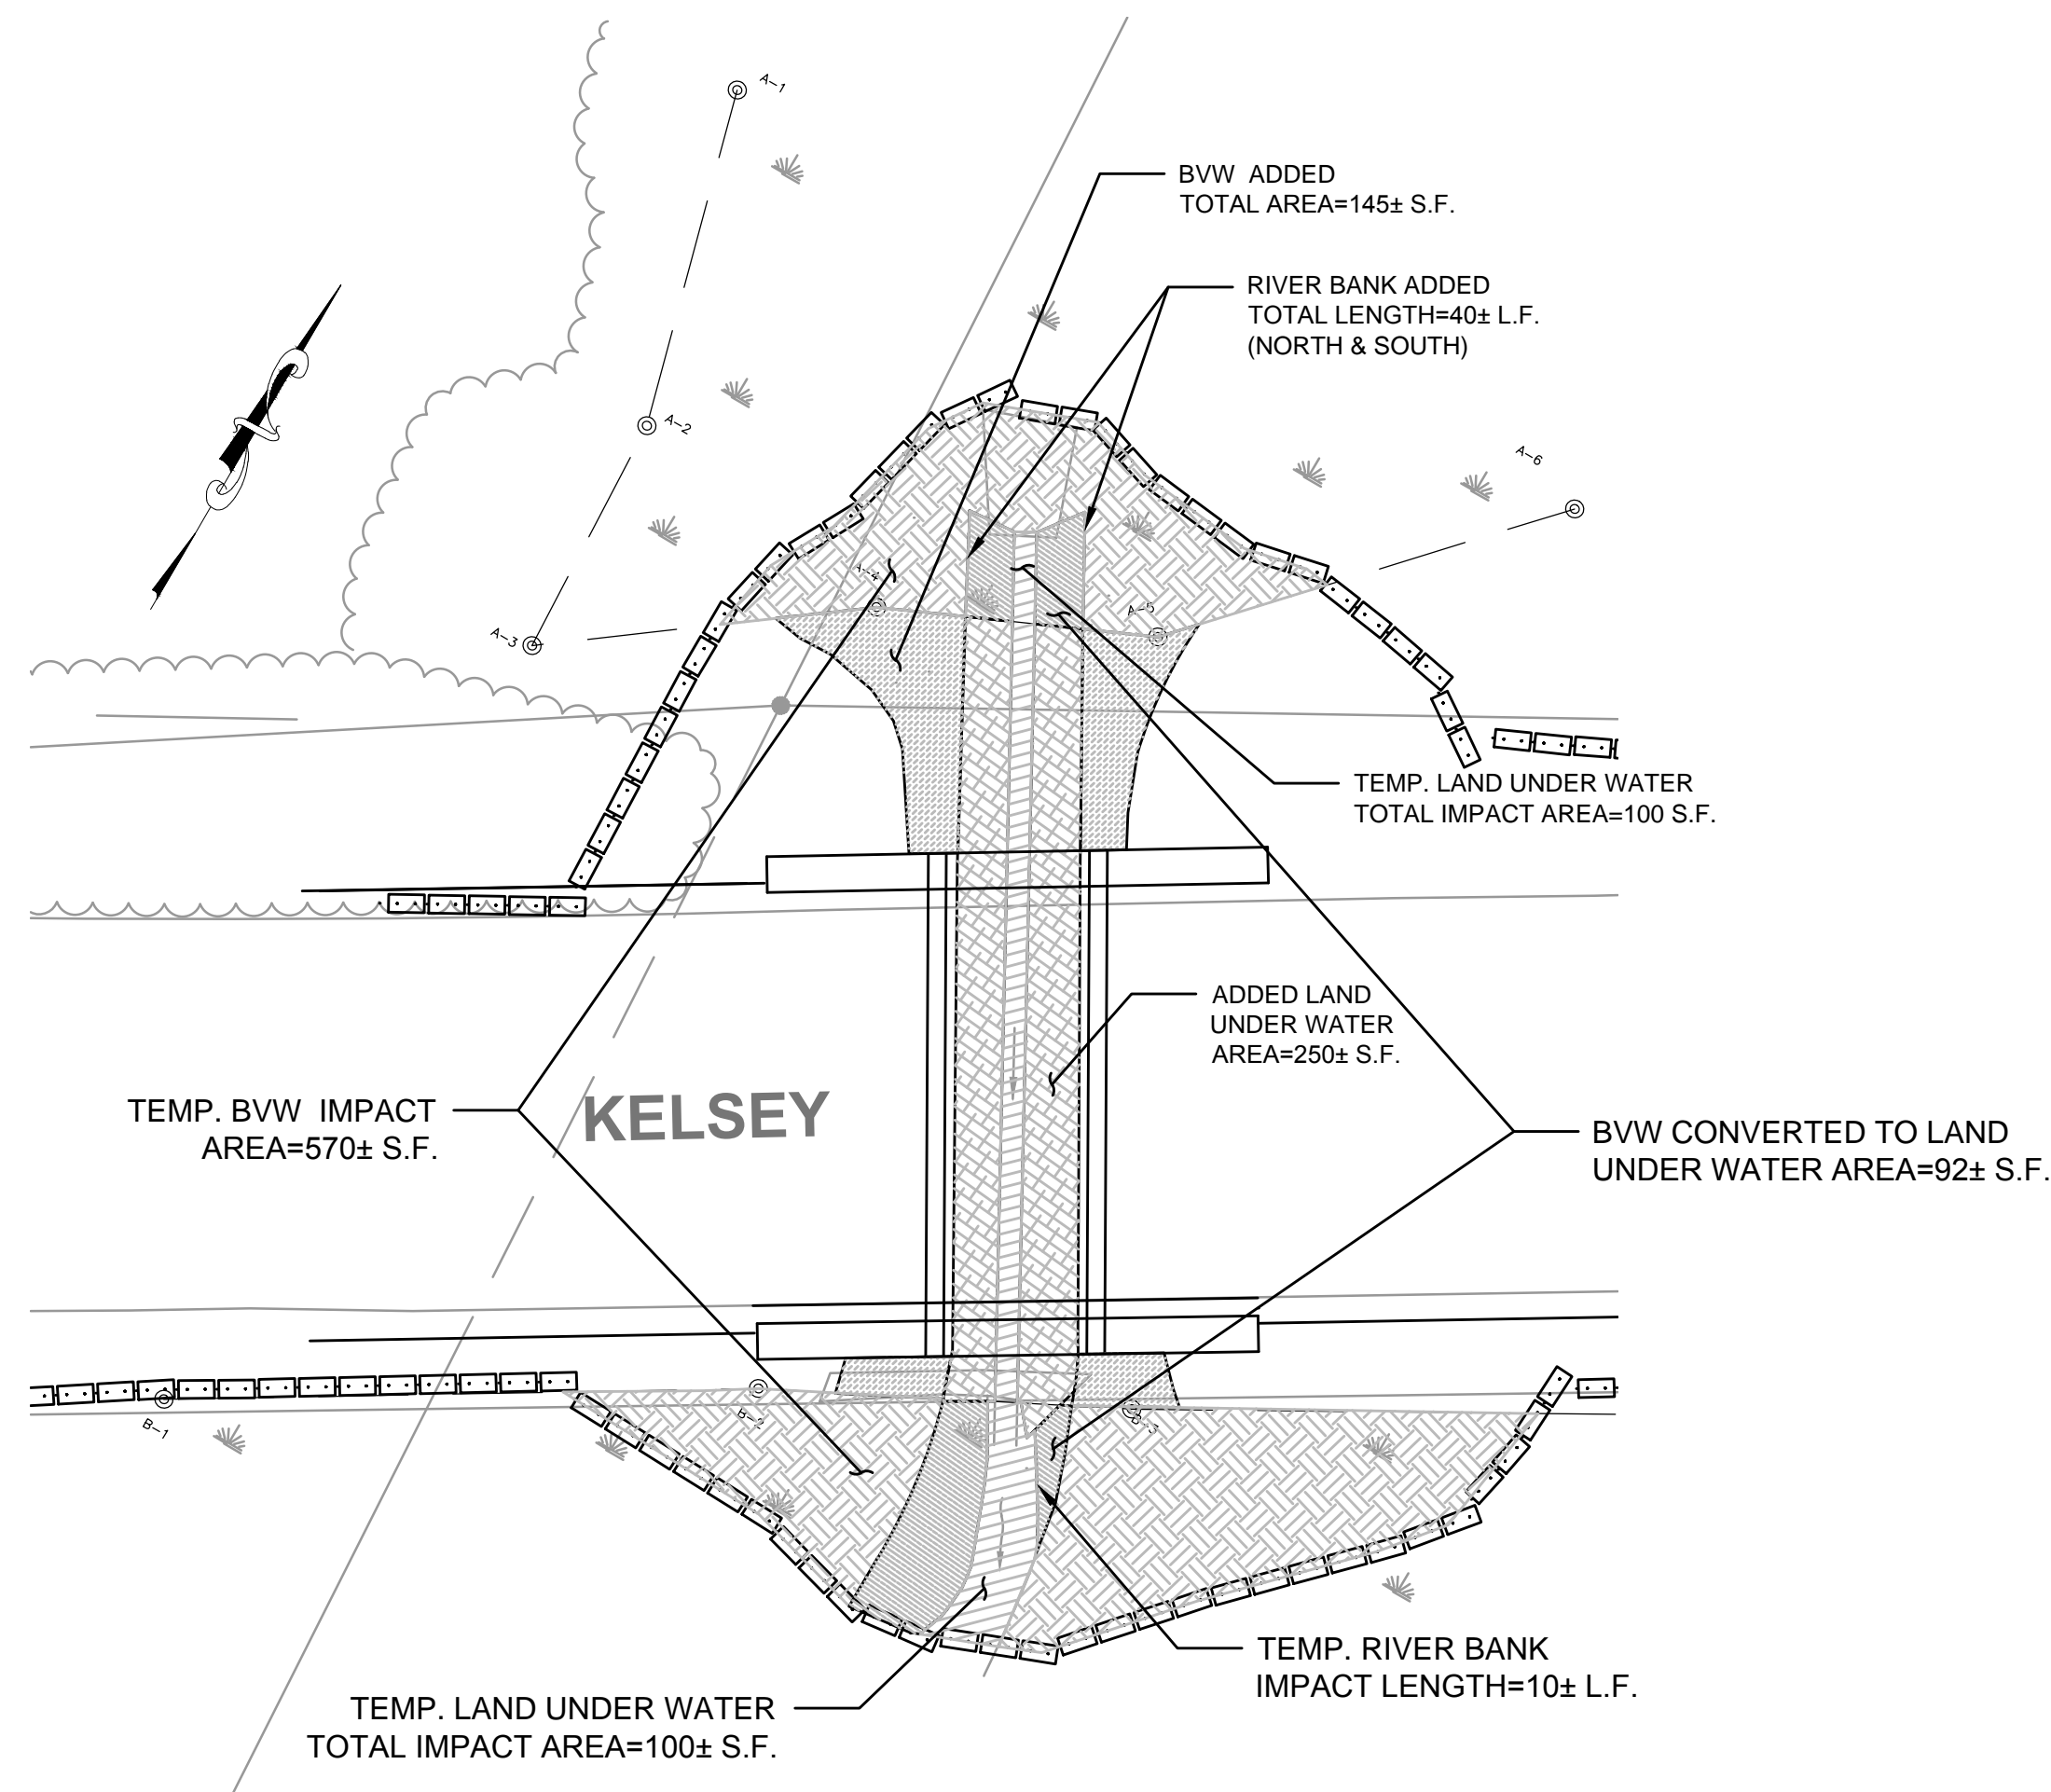 A-1
BVW ADDED
TOTAL AREA=145± S.F.
RIVER BANK ADDED
TOTAL LENGTH=40± L.F.
(NORTH & SOUTH)
A-2
A-6
A-4
A-5
A-3
TEMP. LAND UNDER WATER
TOTAL IMPACT AREA=100 S.F.
ADDED LAND
UNDER WATER
AREA=250± S.F.
TEMP. BVW IMPACT
AREA=570± S.F.
KELSEY
BVW CONVERTED TO LAND
UNDER WATER AREA=92± S.F.
B-1
B-2
B-3
TEMP. RIVER BANK
IMPACT LENGTH=10± L.F.
TEMP. LAND UNDER WATER
TOTAL IMPACT AREA=100± S.F.